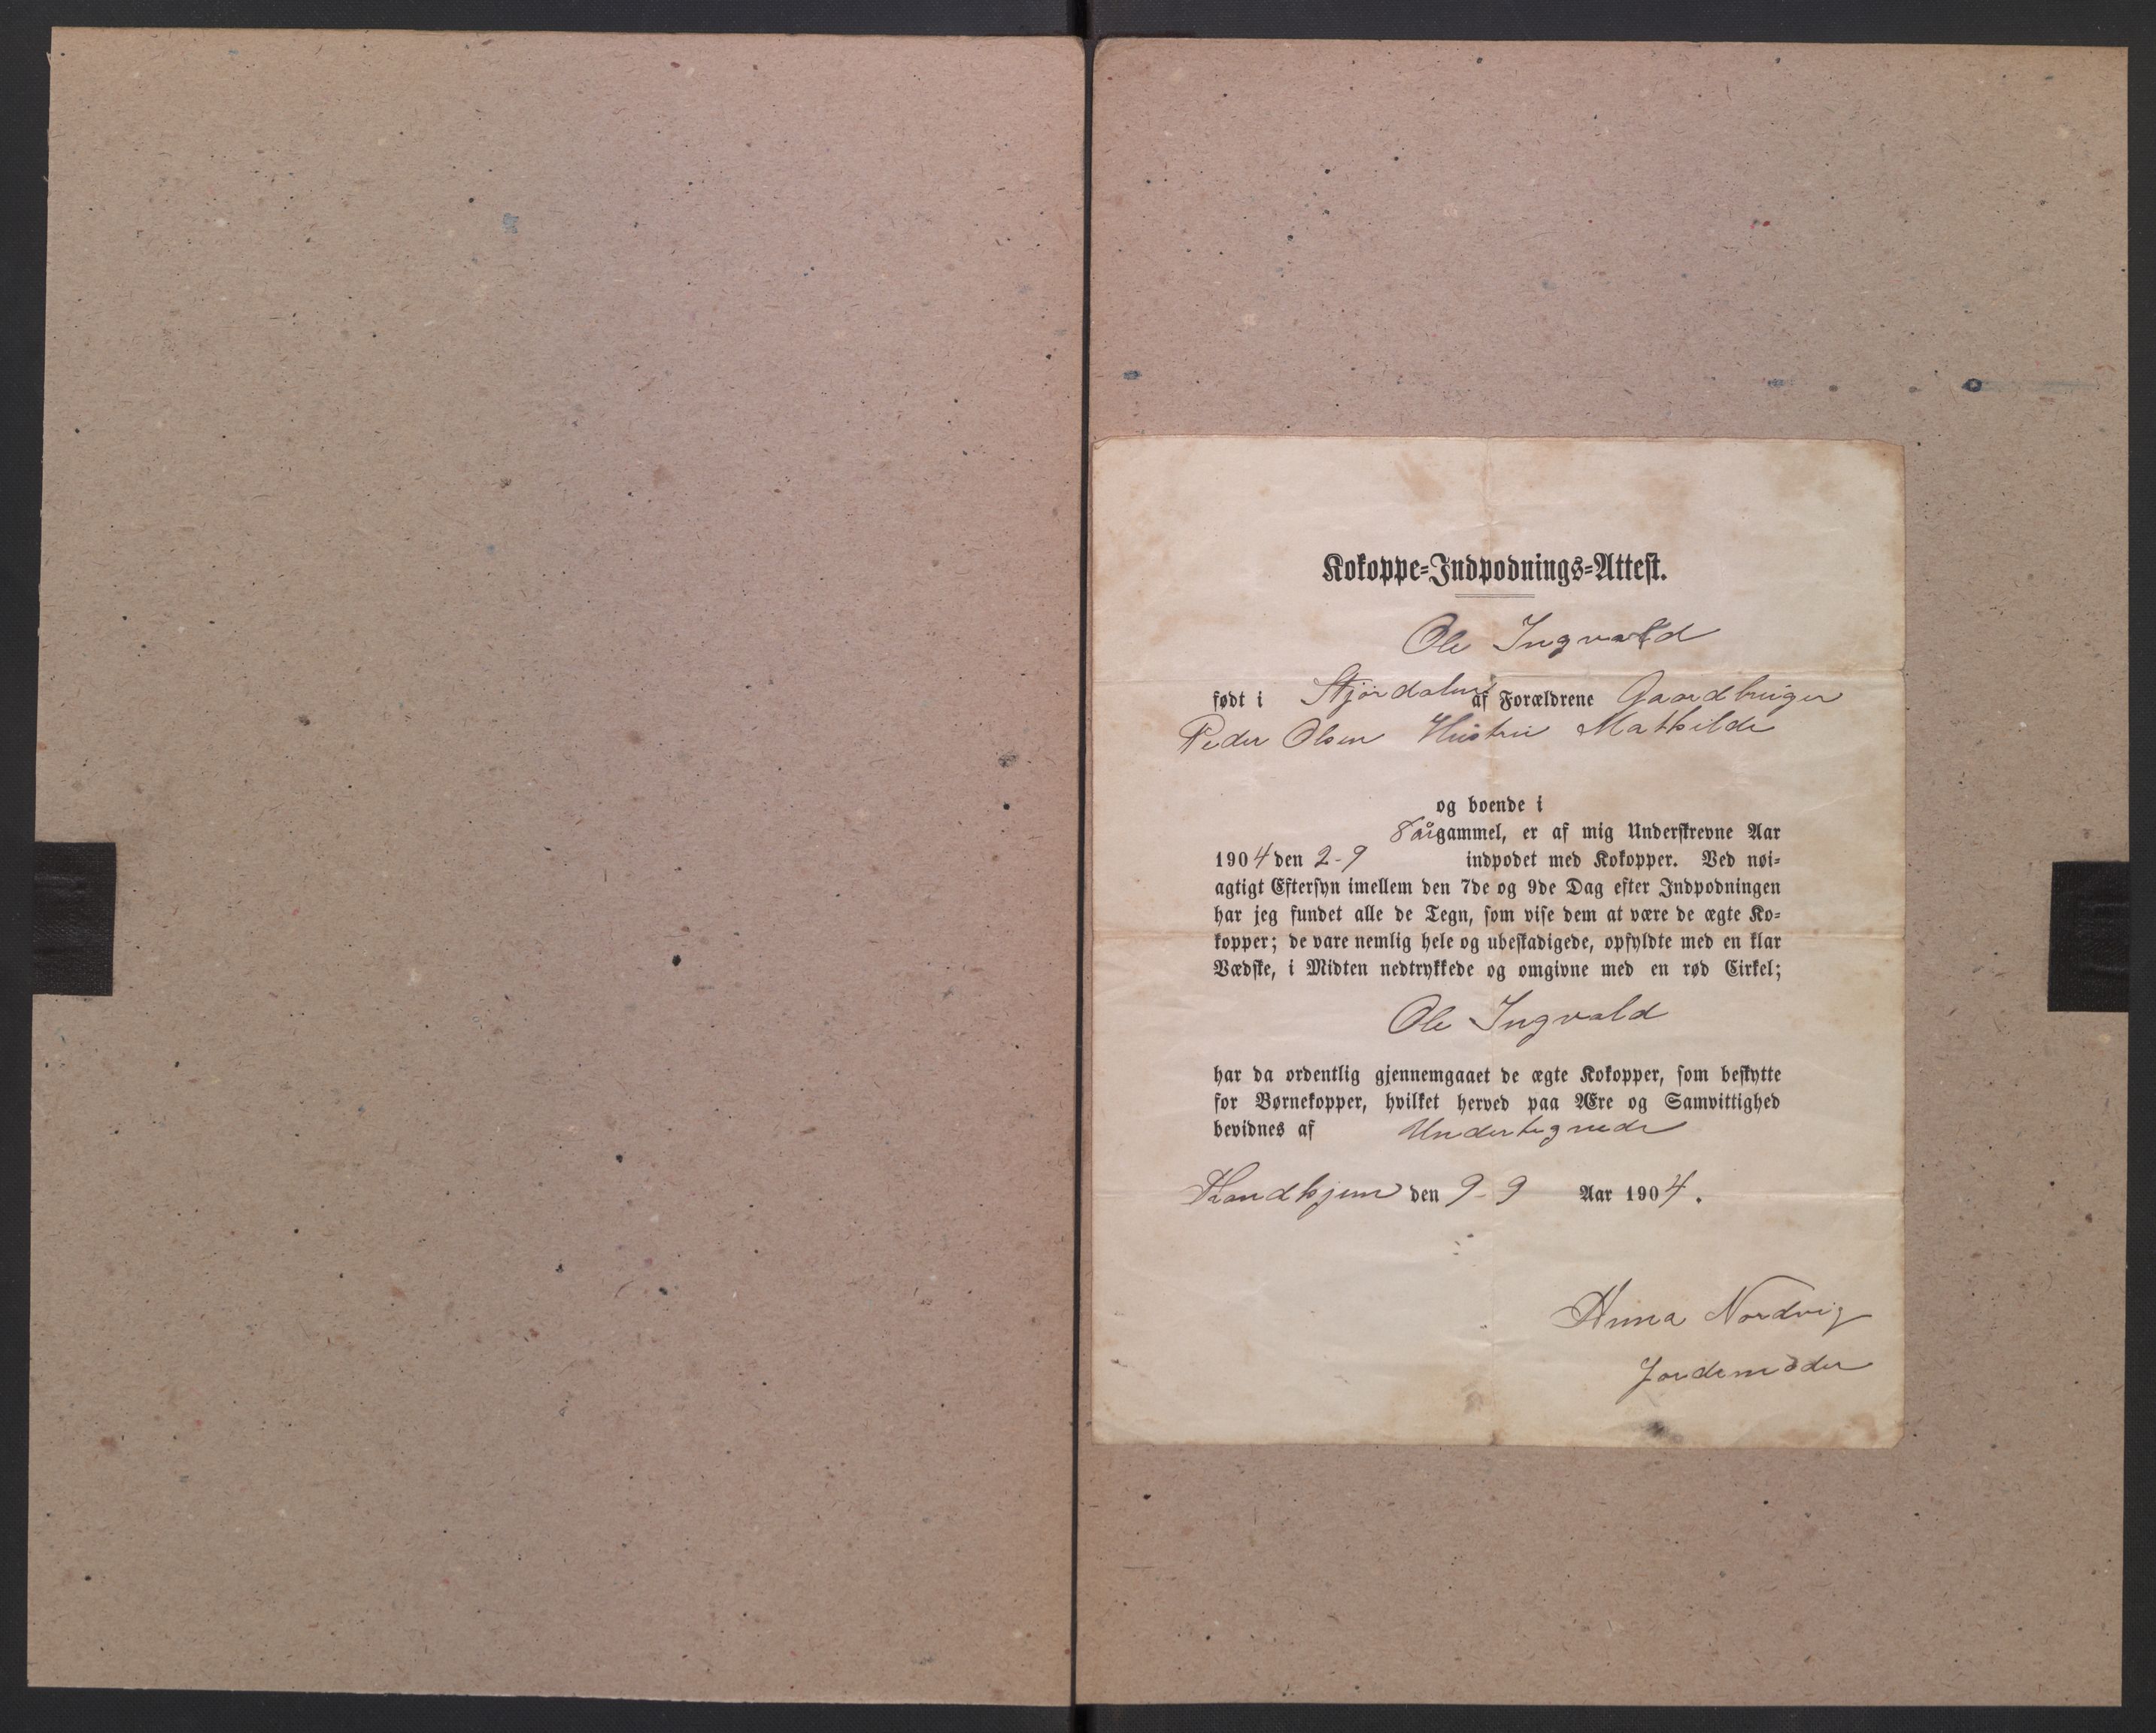 Kokoppe-Indpodnings-Attest.
Ole Ingvald
født i Stjørdalen af Forældrene Gaardbruger
Peder Olsen Hustru Mathilde
og boende i
8 år gammel, er af mig Underskrevne Aar
1904 den 2-9 indpodet med Kokopper. Ved nøi-
agtigt Eftersyn imellem den 7de og 9de Dag efter Indpodningen
har jeg fundet alle de Tegn, som vise dem at være de ægte Ko-
kopper; de vare nemlig hele og ubeskadigede, opfyldte med en klar
Vædske, i Midten nedtrykkede og omgivne med en rød Cirkel;
Ole Ingvald
har da ordentlig gjennemgaaet de ægte Kokopper, som beskytte
for Børnekopper, hvilket herved paa Ære og Samvittighed
bevidnes af Undertegnede
den 9-9 Aar 1904.
Anna Nordvig
Jordemoder